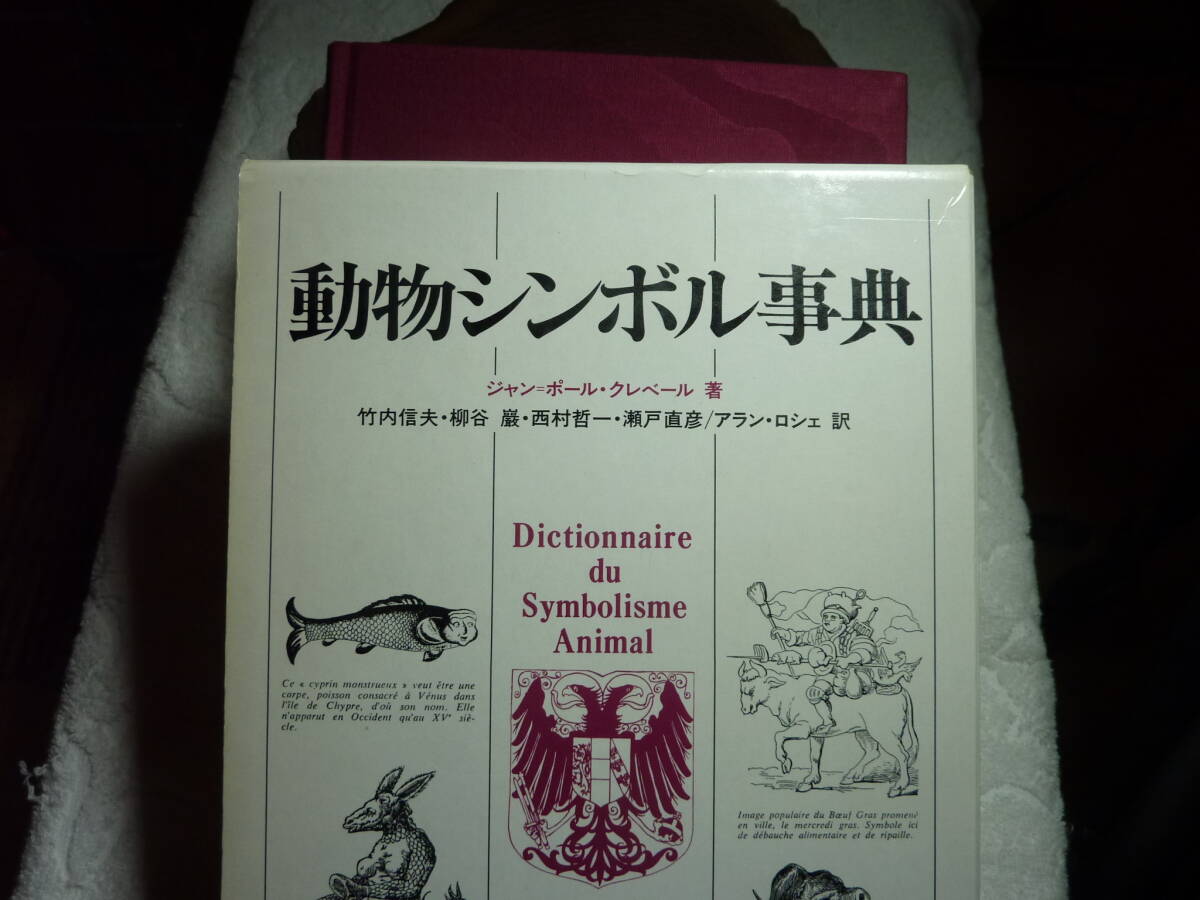 動物シンボル事典
ジャン=ポール・クレベール 著
竹内信夫・柳谷 巖・西村哲一・瀬戸直彦/アラン・ロシェ 訳
Dictionnaire
du
Symbolisme
Animal
Ce « cyprin monstrueux » veut être une
carpe, poisson consacré à Vénus dans
l'île de Chypre, d'où son nom. Elle
n'apparut en Occident qu'au XVe siè-
cle.
Image populaire du Bœuf Gras promené
en ville, le mercredi gras. Symbole ici
de débauche alimentaire et de ripaille.